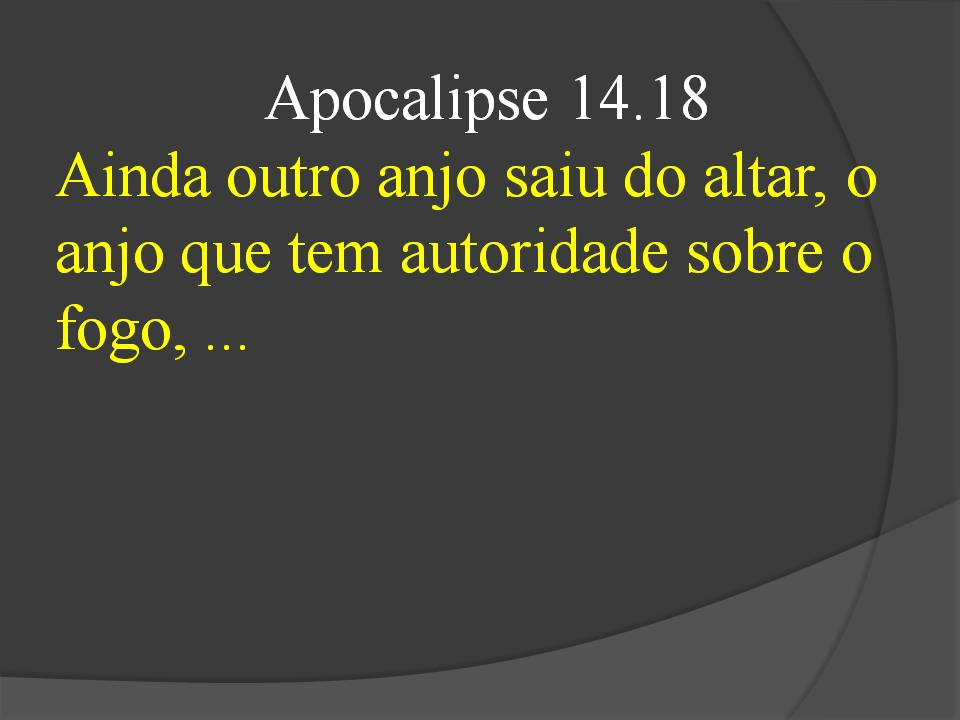 Apocalipse 14.18
Ainda outro anjo saiu do altar, o
anjo que tem autoridade sobre o
fogo, ...